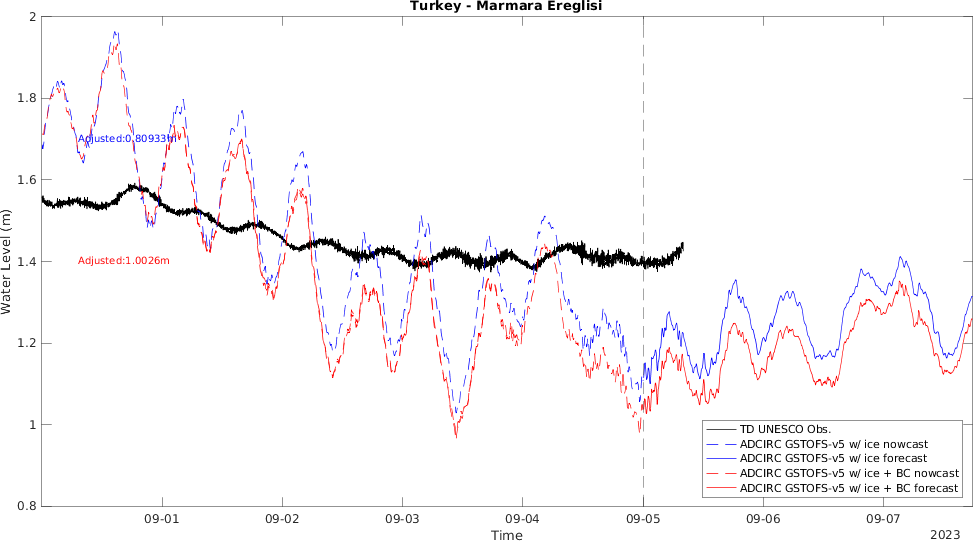 Turkey - Marmara Ereglisi
2
1.8
Adjusted:0.80933m
1.6
Water Level (m)
1.4
Adjusted:1.0026m
1.2
1
0.8
TD UNESCO Obs.
ADCIRC GSTOFS-v5 w/ ice nowcast
ADCIRC GSTOFS-v5 w/ ice forecast
ADCIRC GSTOFS-v5 w/ ice + BC nowcast
ADCIRC GSTOFS-v5 w/ ice + BC forecast
09-01 09-02 09-03 09-04 09-05 09-06 09-07
Time
2023